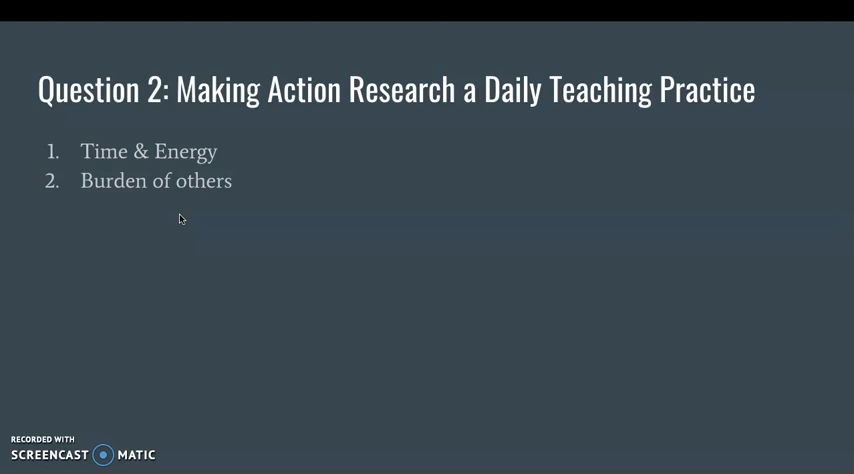 Question 2: Making Action Research a Daily Teaching Practice
1. Time & Energy
2. Burden of others
RECORDED WITH
SCREENCAST MATIC